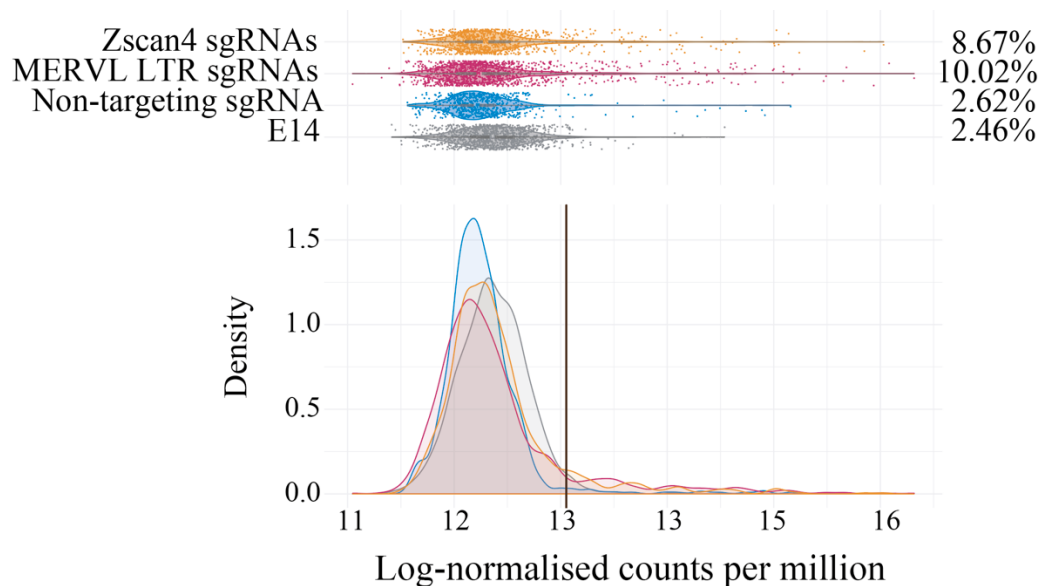 Zscan4 sgRNAs 8.67%
MERVL LTR sgRNAs 10.02%
Non-targeting sgRNA 2.62%
E14 2.46%
1.5
1.0
0.5
0.0
Density
11 12 13 13 15 16
Log-normalised counts per million